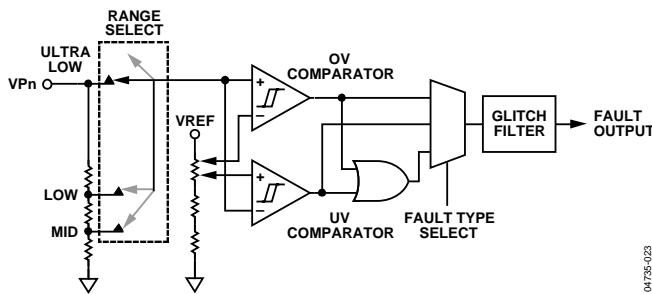 RANGE
SELECT
ULTRA
LOW
VPn
LOW
MID
VREF
OV
COMPARATOR
+
−
+
−
UV
COMPARATOR
FAULT TYPE
SELECT
GLITCH
FILTER
FAULT
OUTPUT
04735-023